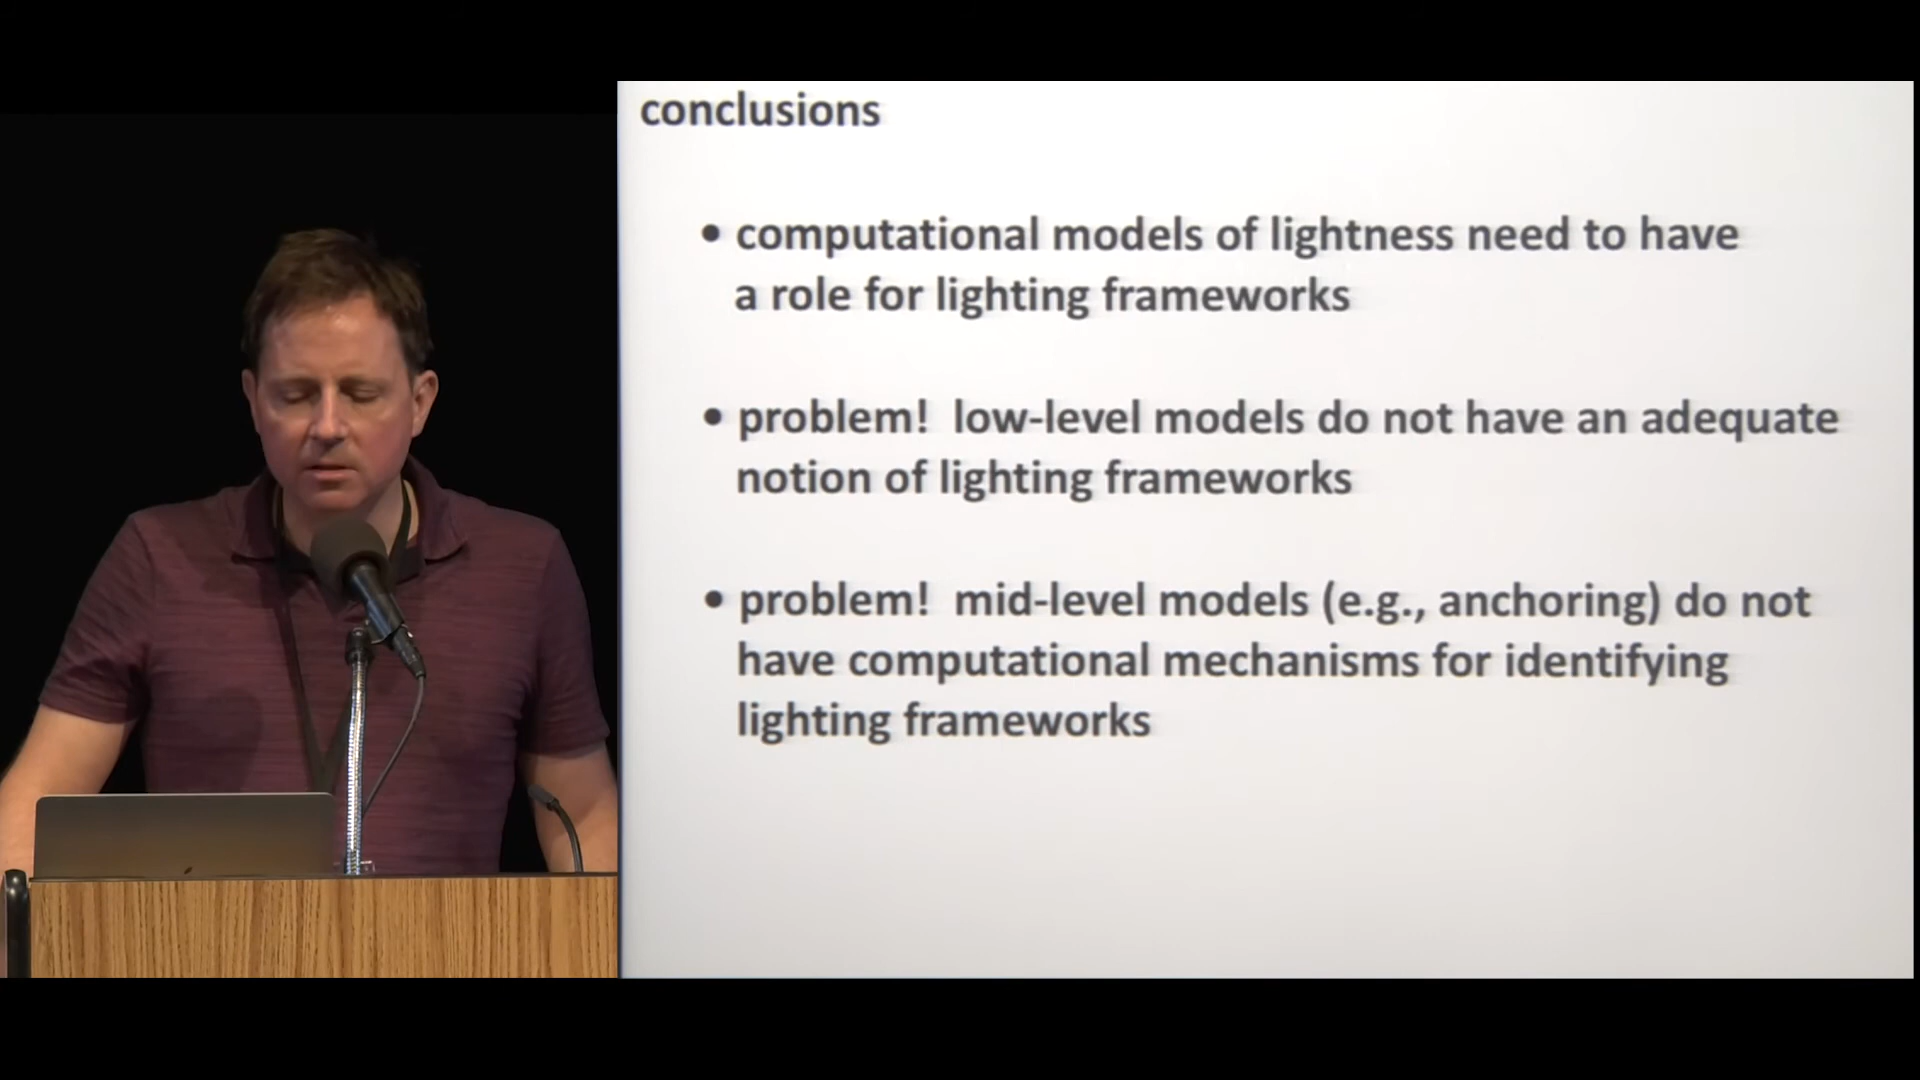 conclusions
• computational models of lightness need to have
a role for lighting frameworks
• problem!  low-level models do not have an adequate
notion of lighting frameworks
• problem!  mid-level models (e.g., anchoring) do not
have computational mechanisms for identifying
lighting frameworks